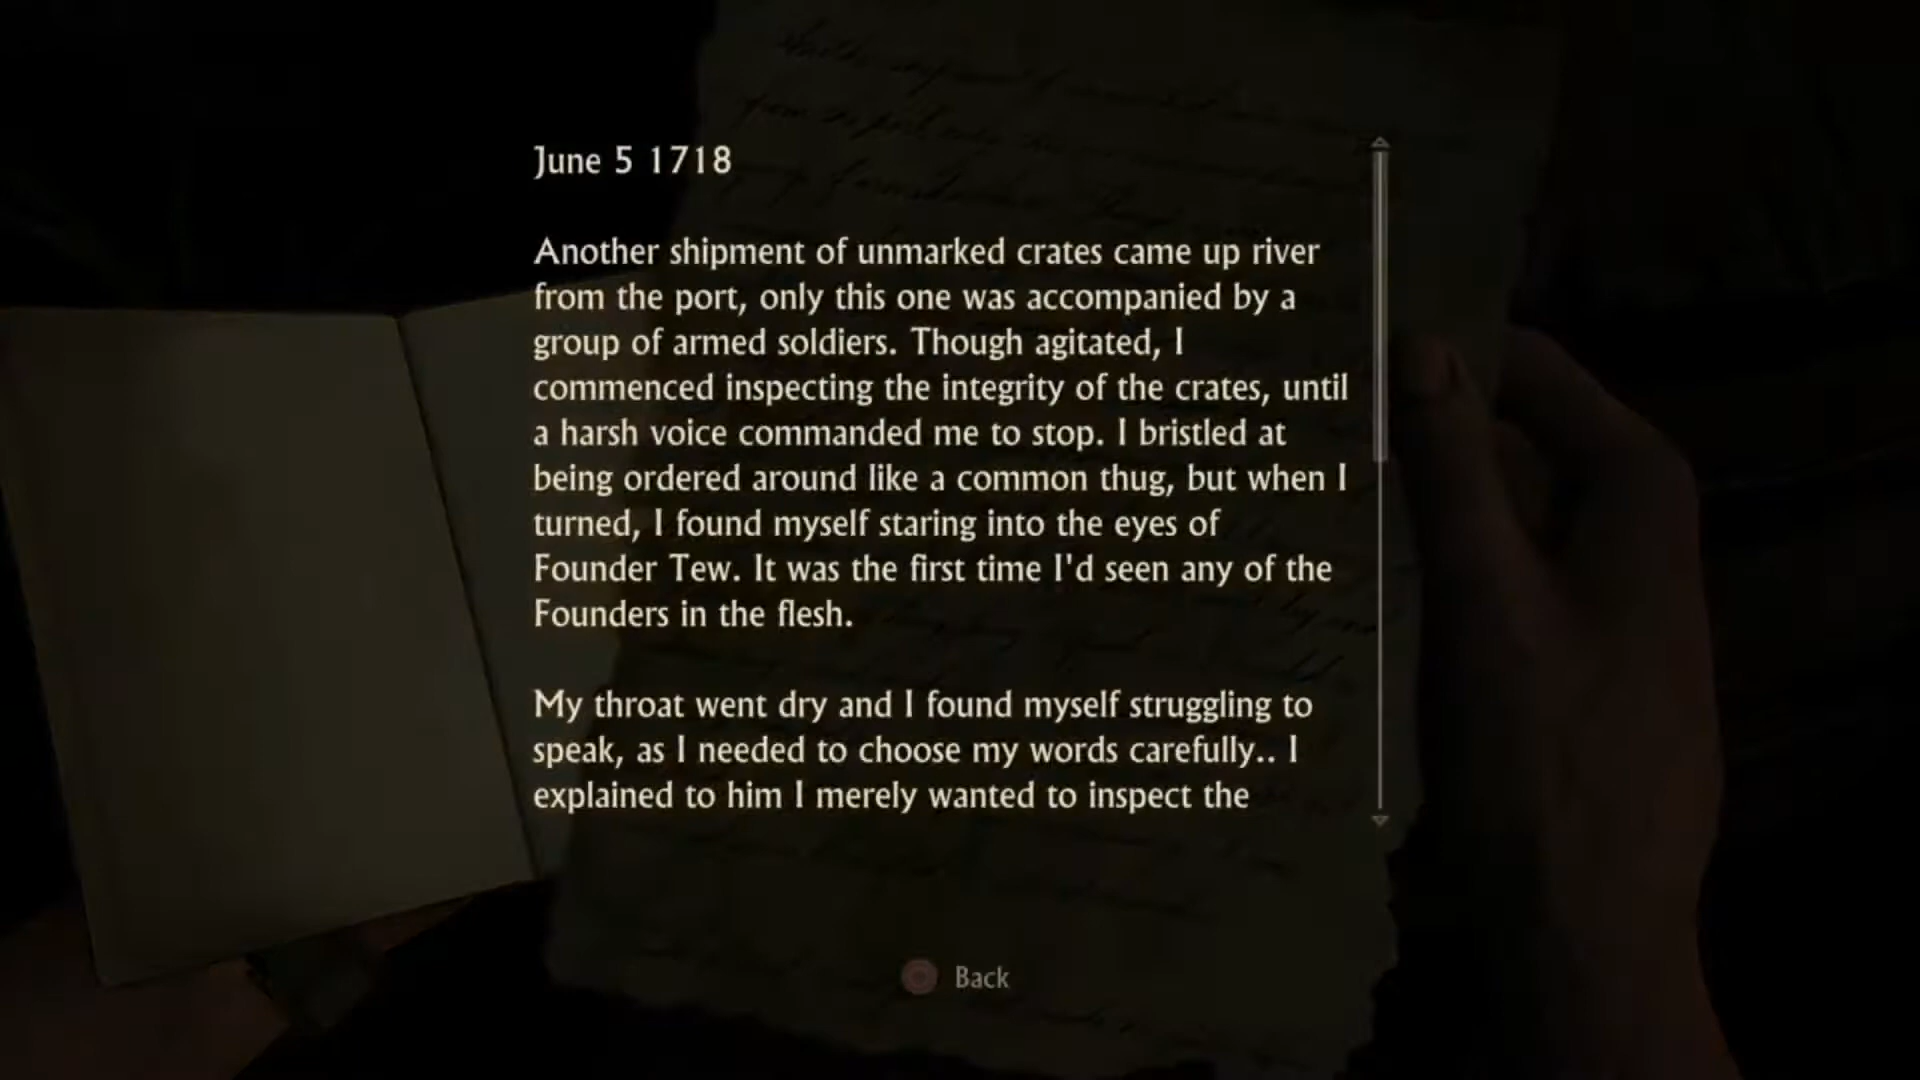 June 5 1718
Another shipment of unmarked crates came up river
from the port, only this one was accompanied by a
group of armed soldiers. Though agitated, I
commenced inspecting the integrity of the crates, until
a harsh voice commanded me to stop. I bristled at
being ordered around like a common thug, but when I
turned, I found myself staring into the eyes of
Founder Tew. It was the first time I'd seen any of the
Founders in the flesh.
My throat went dry and I found myself struggling to
speak, as I needed to choose my words carefully.. I
explained to him I merely wanted to inspect the
Back